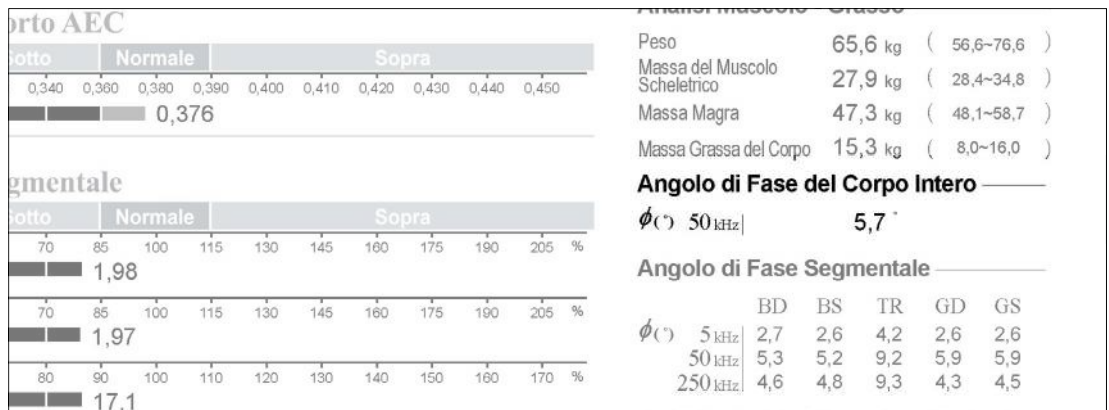 orto AEC
Sotto Normale Sopra
0,340 0,360 0,380 0,390 0,400 0,410 0,420 0,430 0,440 0,450
0,376
gmentale
Sotto Normale Sopra
70 85 100 115 130 145 160 175 190 205 %
1,98
70 85 100 115 130 145 160 175 190 205 %
1,97
80 90 100 110 120 130 140 150 160 170 %
17,1
Analisi Muscolo - Grasso
Peso 65,6 kg ( 56,6~76,6 )
Massa del Muscolo
Scheletrico 27,9 kg ( 28,4~34,8 )
Massa Magra 47,3 kg ( 48,1~58,7 )
Massa Grassa del Corpo 15,3 kg ( 8,0~16,0 )
Angolo di Fase del Corpo Intero
ϕ(°) 50 kHz| 5,7 °
Angolo di Fase Segmentale
BD BS TR GD GS
ϕ(°) 5 kHz| 2,7 2,6 4,2 2,6 2,6
50 kHz| 5,3 5,2 9,2 5,9 5,9
250 kHz| 4,6 4,8 9,3 4,3 4,5